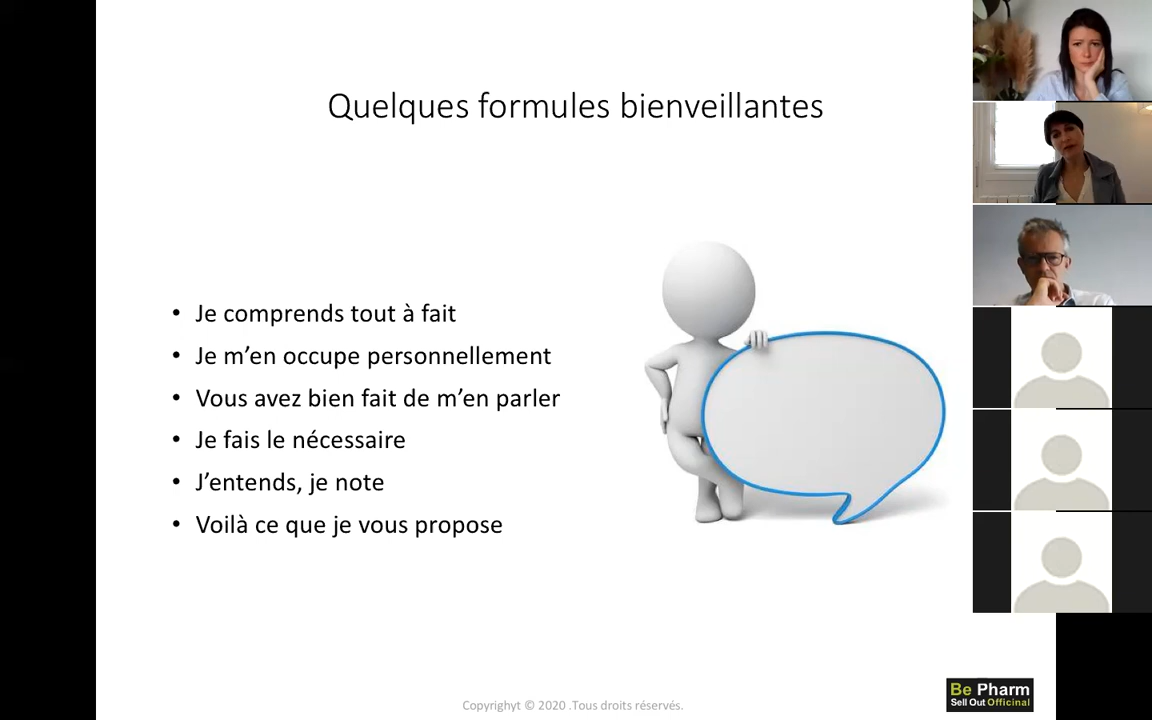 Quelques formules bienveillantes
• Je comprends tout à fait
• Je m’en occupe personnellement
• Vous avez bien fait de m’en parler
• Je fais le nécessaire
• J’entends, je note
• Voilà ce que je vous propose
Copyrighyt © 2020 .Tous droits réservés.
Be Pharm
Sell Out Officinal